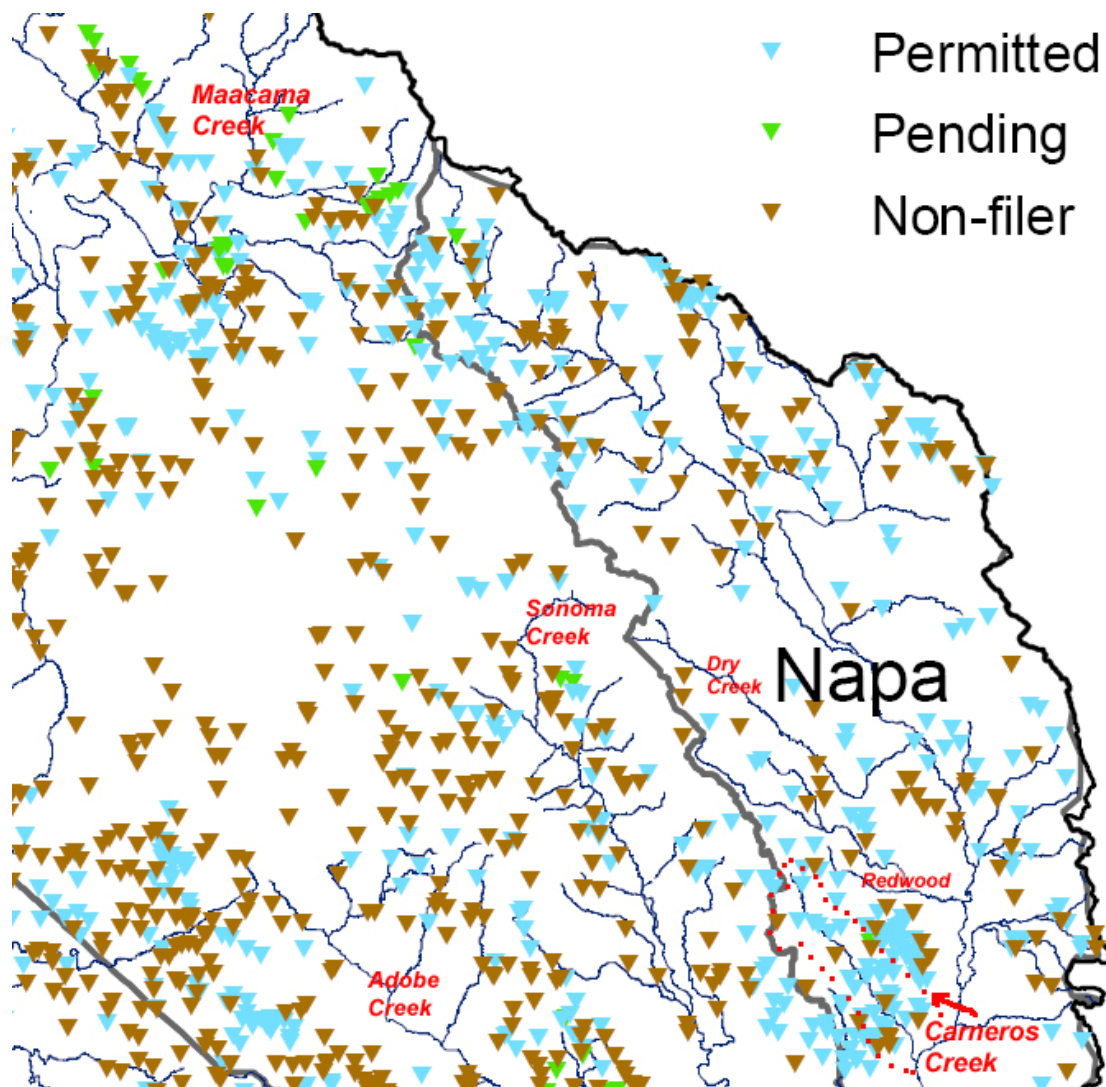 Permitted
Pending
Non-filer
Maacama
Creek
Sonoma
Creek
Dry
Creek
Napa
Redwood
Adobe
Creek
Carneros
Creek